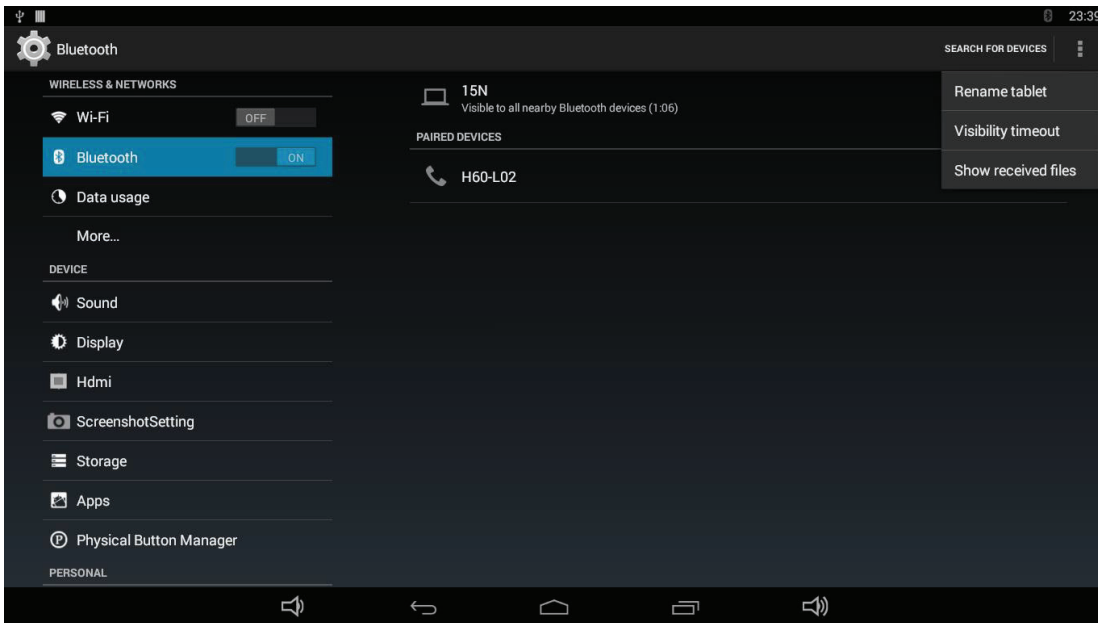 23:39
Bluetooth
SEARCH FOR DEVICES
WIRELESS & NETWORKS
Wi-Fi OFF
Bluetooth ON
Data usage
More...
DEVICE
Sound
Display
Hdmi
ScreenshotSetting
Storage
Apps
Physical Button Manager
PERSONAL
15N
Visible to all nearby Bluetooth devices (1:06)
PAIRED DEVICES
H60-L02
Rename tablet
Visibility timeout
Show received files